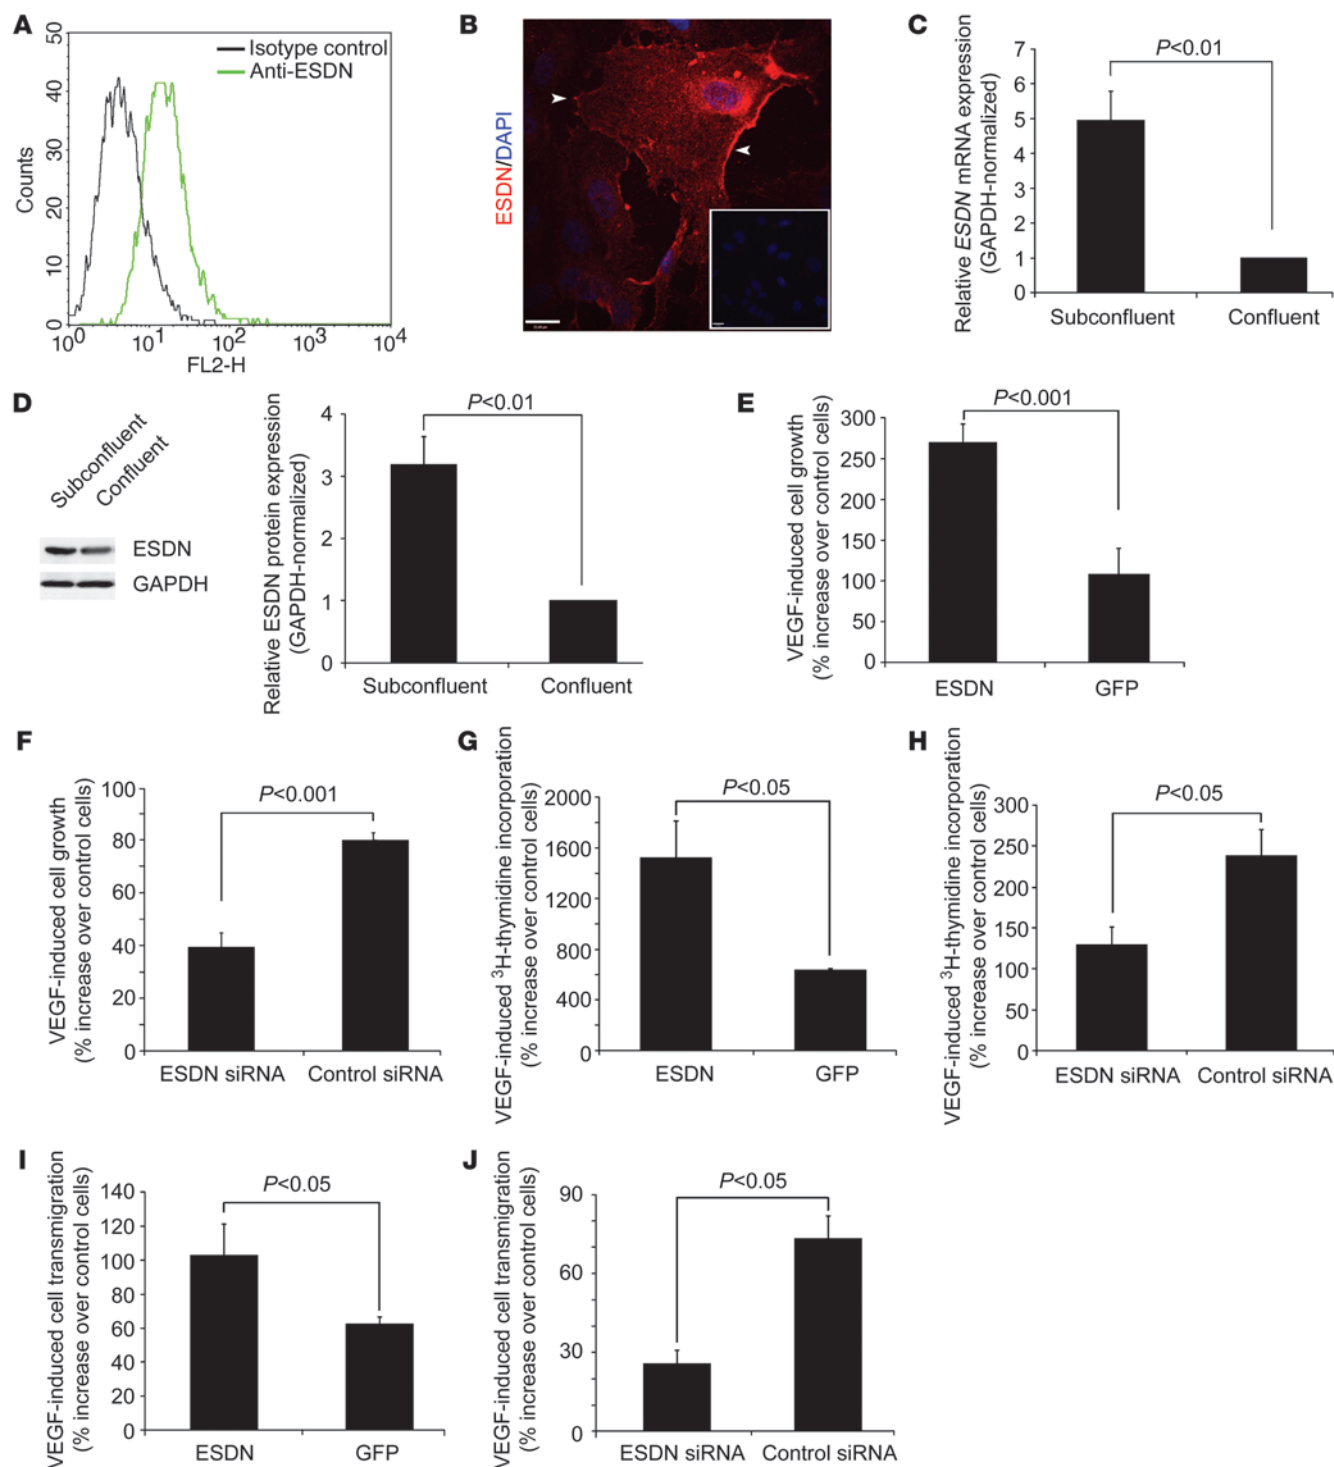 A
50
40
30
20
10
0
Counts
Isotype control
Anti-ESDN
10^0 10^1 10^2 10^3 10^4
FL2-H
B
ESDN/DAPI
C
Relative ESDN mRNA expression
(GAPDH-normalized)
7
6
5
4
3
2
1
0
P<0.01
Subconfluent Confluent
D
Subconfluent
Confluent
ESDN
GAPDH
Relative ESDN protein expression
(GAPDH-normalized)
4
3
2
1
0
P<0.01
Subconfluent Confluent
E
VEGF-induced cell growth
(% increase over control cells)
300
250
200
150
100
50
0
P<0.001
ESDN GFP
F
VEGF-induced cell growth
(% increase over control cells)
100
80
60
40
20
0
P<0.001
ESDN siRNA Control siRNA
G
VEGF-induced ³H-thymidine incorporation
(% increase over control cells)
2000
1600
1200
800
400
0
P<0.05
ESDN GFP
H
VEGF-induced ³H-thymidine incorporation
(% increase over control cells)
300
250
200
150
100
50
0
P<0.05
ESDN siRNA Control siRNA
I
VEGF-induced cell transmigration
(% increase over control cells)
140
120
100
80
60
40
20
0
P<0.05
ESDN GFP
J
VEGF-induced cell transmigration
(% increase over control cells)
90
60
30
0
P<0.05
ESDN siRNA Control siRNA